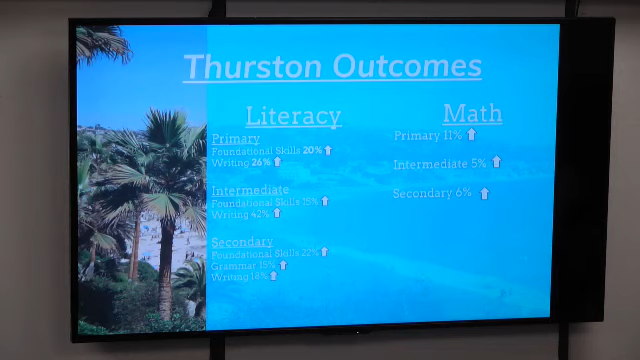 Thurston Outcomes
Literacy
Primary
Foundational Skills 20%
Writing 26%
Intermediate
Foundational Skills 15%
Writing 42%
Secondary
Foundational Skills 22%
Grammar 15%
Writing 18%
Math
Primary 11%
Intermediate 5%
Secondary 6%